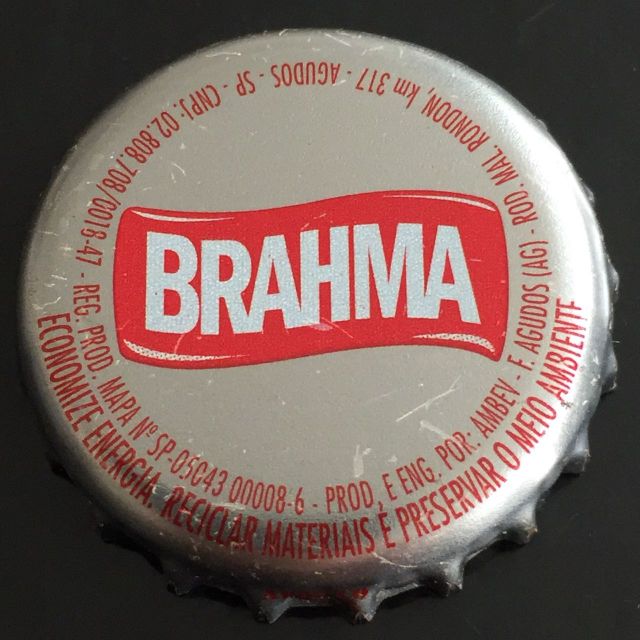 BRAHMA
REG. PROD. MAPA Nº SP-05043 00008-6 - PROD. E ENG. POR: AMBEV - F. AGUDOS (AG) - ROD. MAL. RONDON, km 317 - AGUDOS - SP - CNPJ: 02.808.708/0018-47 -
ECONOMIZE ENERGIA. RECICLAR MATERIAIS É PRESERVAR O MEIO AMBIENTE